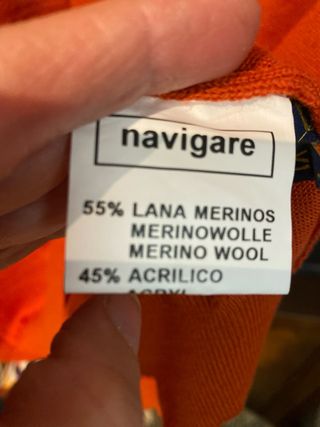 navigare
55% LANA MERINOS
MERINOWOLLE
MERINO WOOL
45% ACRILICO